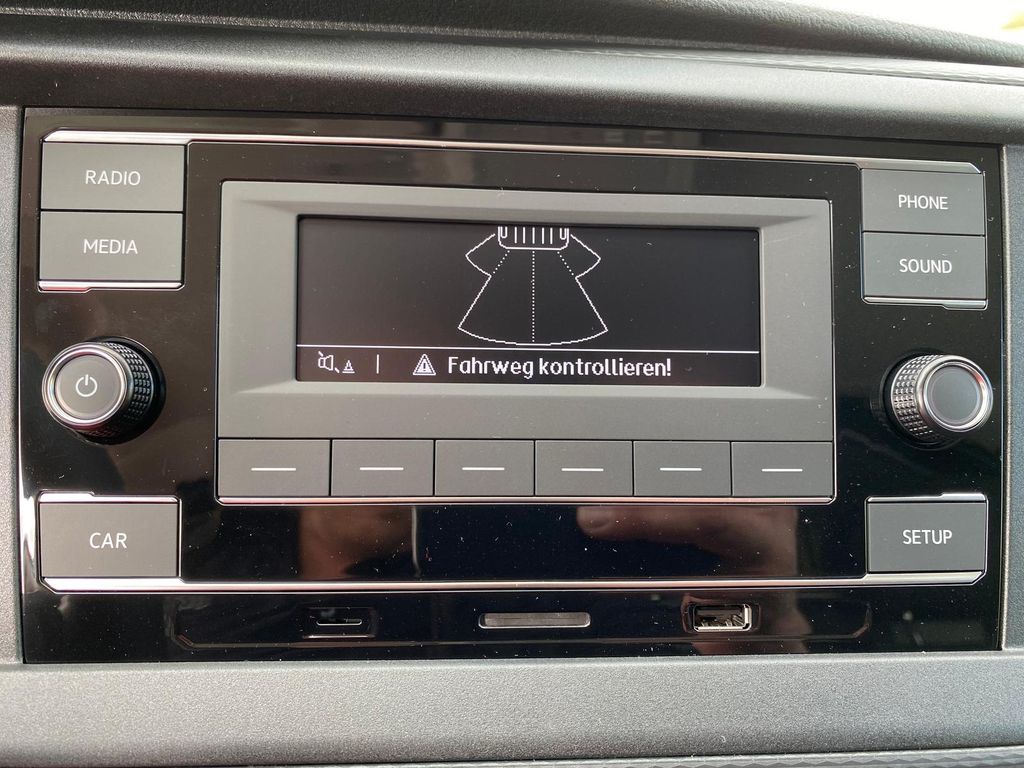 RADIO
PHONE
MEDIA
SOUND
Fahrweg kontrollieren!
CAR
SETUP